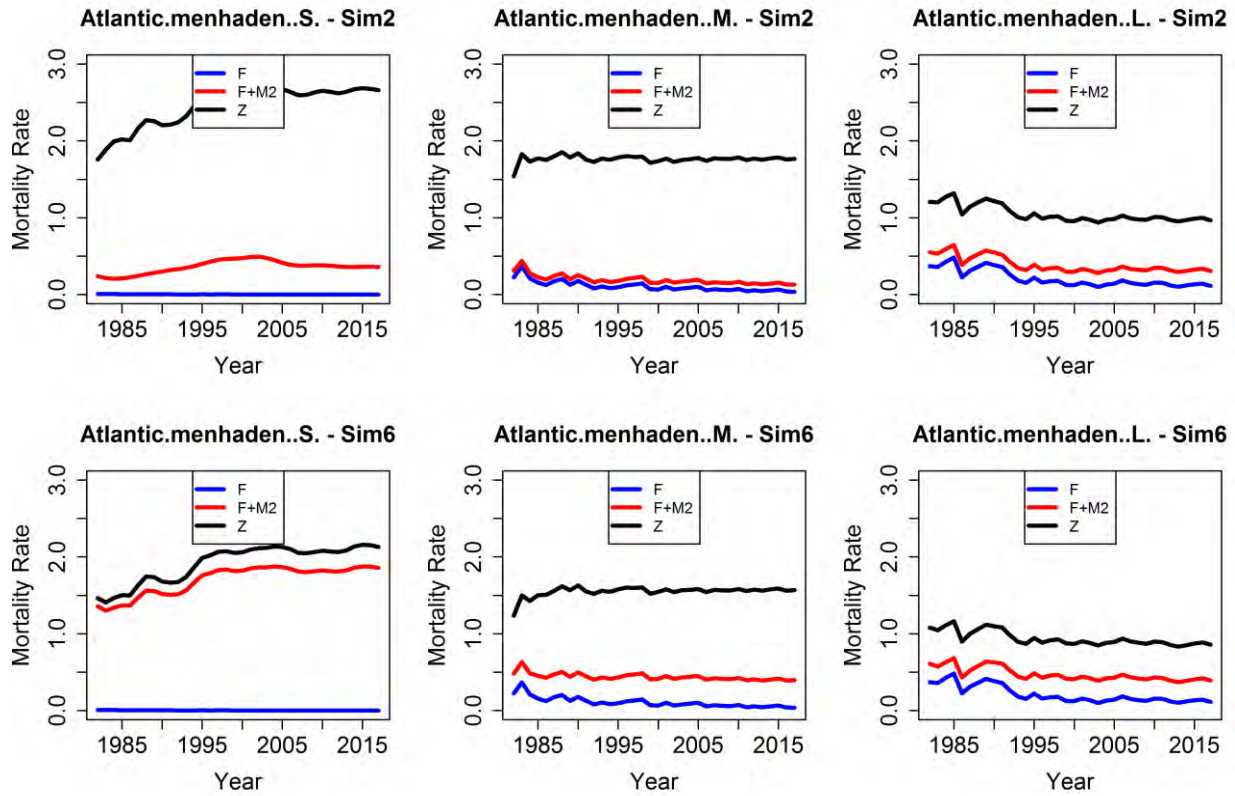 Atlantic.menhaden..S. - Sim2
Mortality Rate
3.0
2.0
1.0
0.0
F
F+M2
Z
1985 1995 2005 2015
Year
Atlantic.menhaden..M. - Sim2
Mortality Rate
3.0
2.0
1.0
0.0
F
F+M2
Z
1985 1995 2005 2015
Year
Atlantic.menhaden..L. - Sim2
Mortality Rate
3.0
2.0
1.0
0.0
F
F+M2
Z
1985 1995 2005 2015
Year
Atlantic.menhaden..S. - Sim6
Mortality Rate
3.0
2.0
1.0
0.0
F
F+M2
Z
1985 1995 2005 2015
Year
Atlantic.menhaden..M. - Sim6
Mortality Rate
3.0
2.0
1.0
0.0
F
F+M2
Z
1985 1995 2005 2015
Year
Atlantic.menhaden..L. - Sim6
Mortality Rate
3.0
2.0
1.0
0.0
F
F+M2
Z
1985 1995 2005 2015
Year